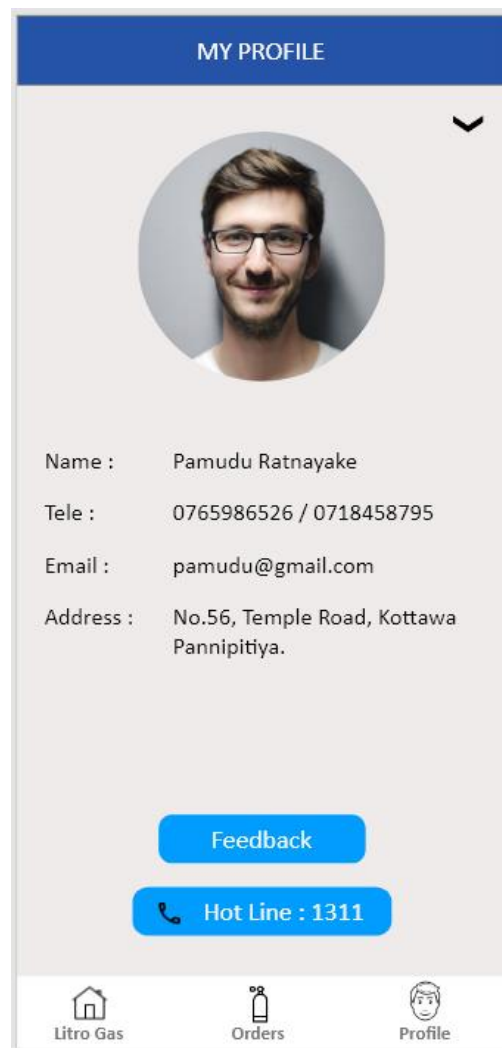 MY PROFILE
Name : Pamudu Ratnayake
Tele : 0765986526 / 0718458795
Email : pamudu@gmail.com
Address : No.56, Temple Road, Kottawa
Pannipitiya.
Feedback
Hot Line : 1311
Litro Gas Orders Profile